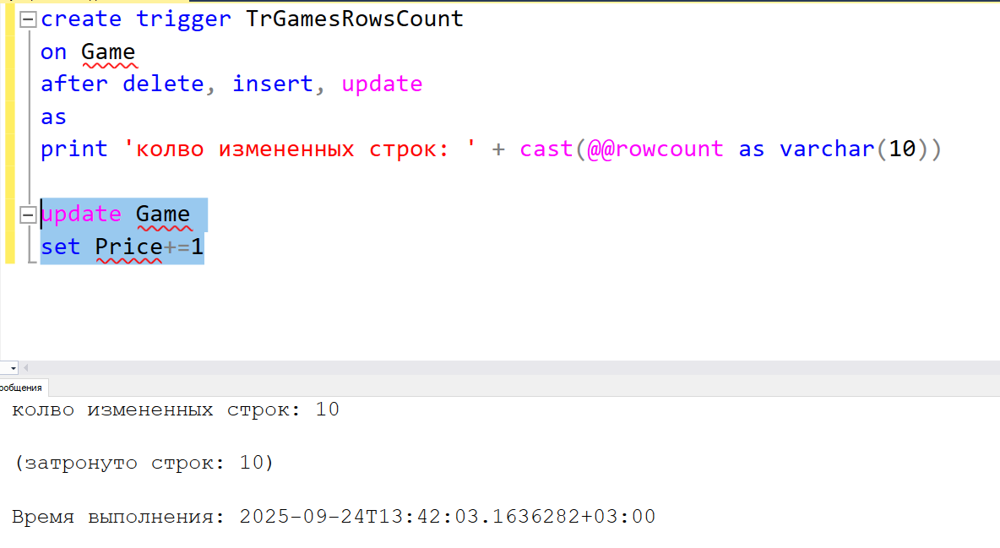 create trigger TrGamesRowsCount
on Game
after delete, insert, update
as
print 'колво измененных строк: ' + cast(@@rowcount as varchar(10))
update Game
set Price+=1
ообщения
колво измененных строк: 10
(затронуто строк: 10)
Время выполнения: 2025-09-24T13:42:03.1636282+03:00